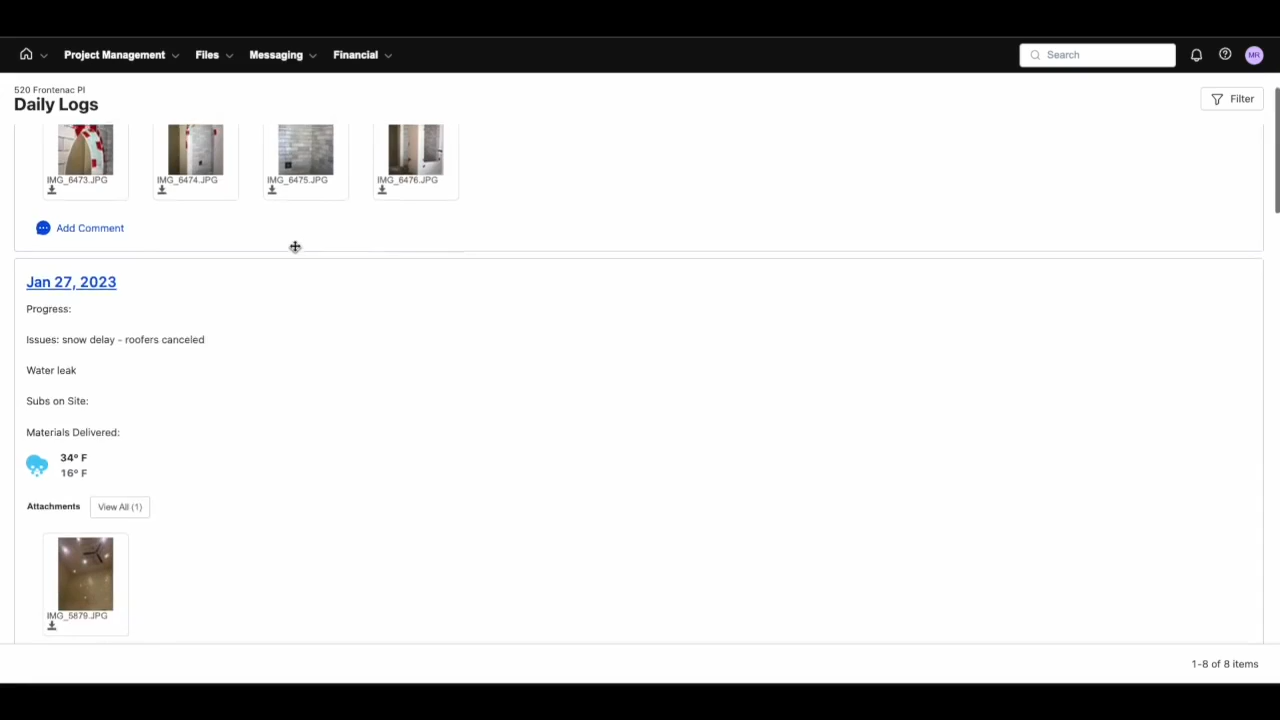 Project Management Files Messaging Financial Search MR
520 Frontenac Pl
Daily Logs
Filter
IMG_6473.JPG IMG_6474.JPG IMG_6475.JPG IMG_6476.JPG
Add Comment
Jan 27, 2023
Progress:
Issues: snow delay - roofers canceled
Water leak
Subs on Site:
Materials Delivered:
34° F
16° F
Attachments View All (1)
IMG_5879.JPG
1-8 of 8 items